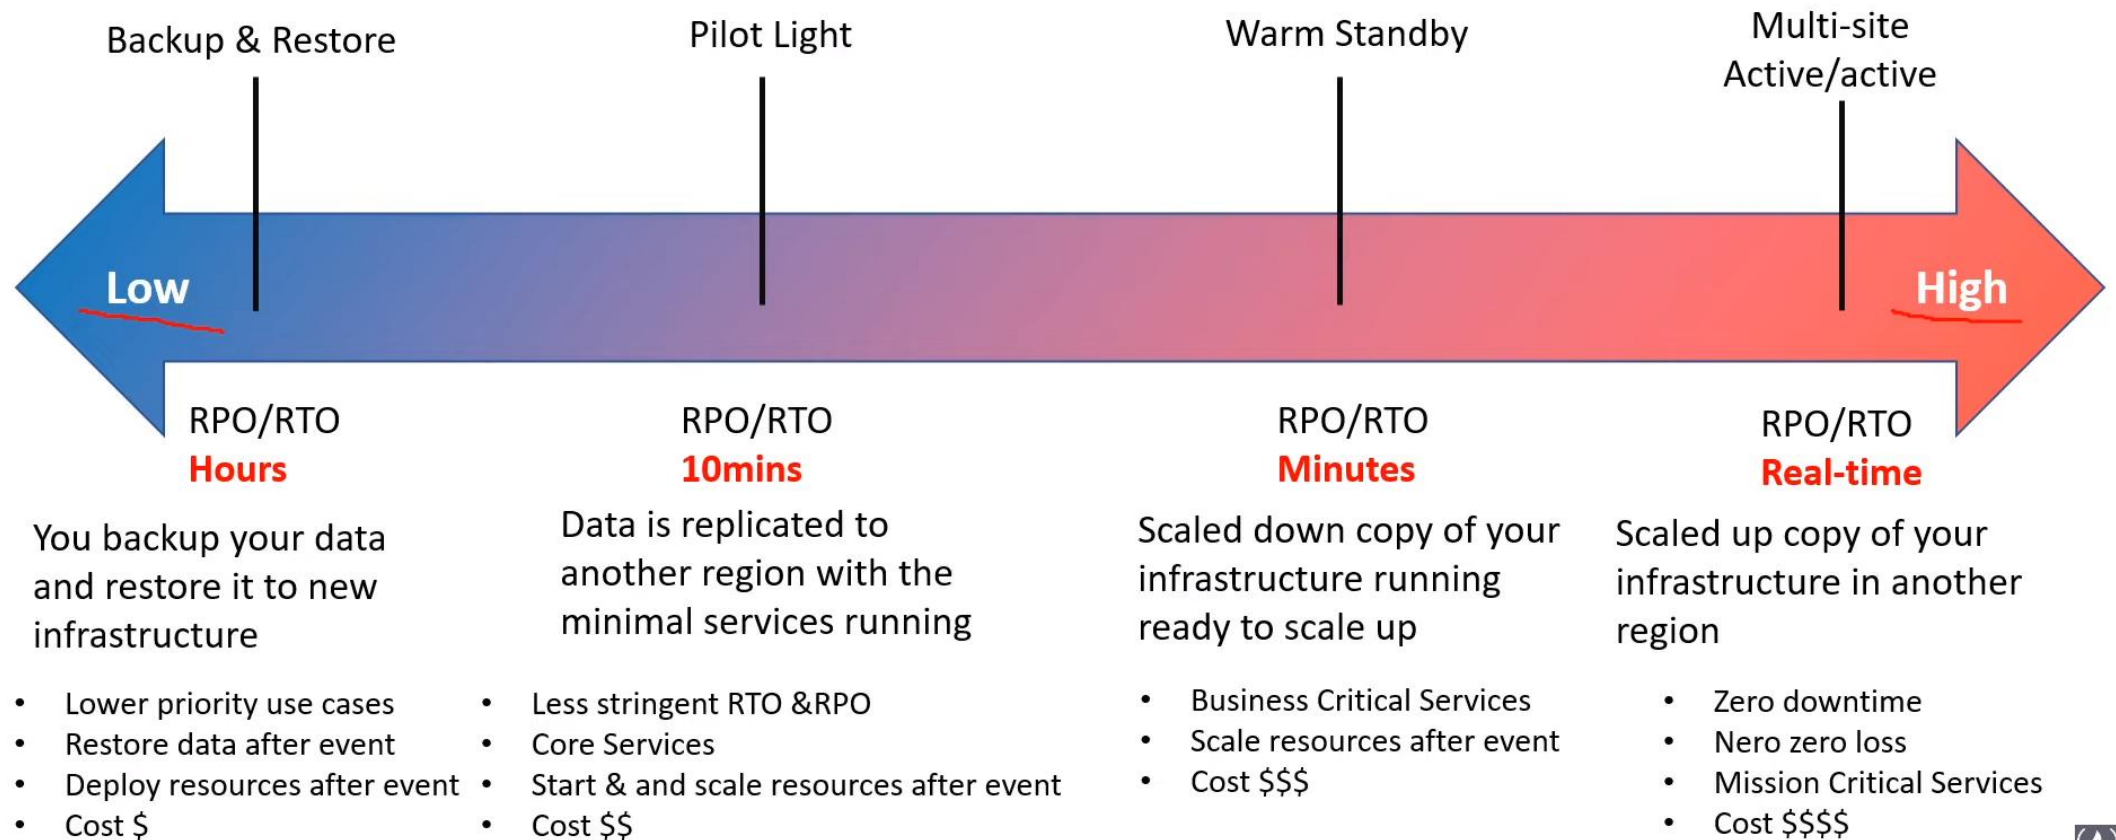 Backup & Restore
Pilot Light
Warm Standby
Multi-site
Active/active
Low
High
RPO/RTO
Hours
You backup your data
and restore it to new
infrastructure
• Lower priority use cases
• Restore data after event
• Deploy resources after event
• Cost $
RPO/RTO
10mins
Data is replicated to
another region with the
minimal services running
• Less stringent RTO &RPO
• Core Services
• Start & and scale resources after event
• Cost $$
RPO/RTO
Minutes
Scaled down copy of your
infrastructure running
ready to scale up
• Business Critical Services
• Scale resources after event
• Cost $$$
RPO/RTO
Real-time
Scaled up copy of your
infrastructure in another
region
• Zero downtime
• Nero zero loss
• Mission Critical Services
• Cost $$$$